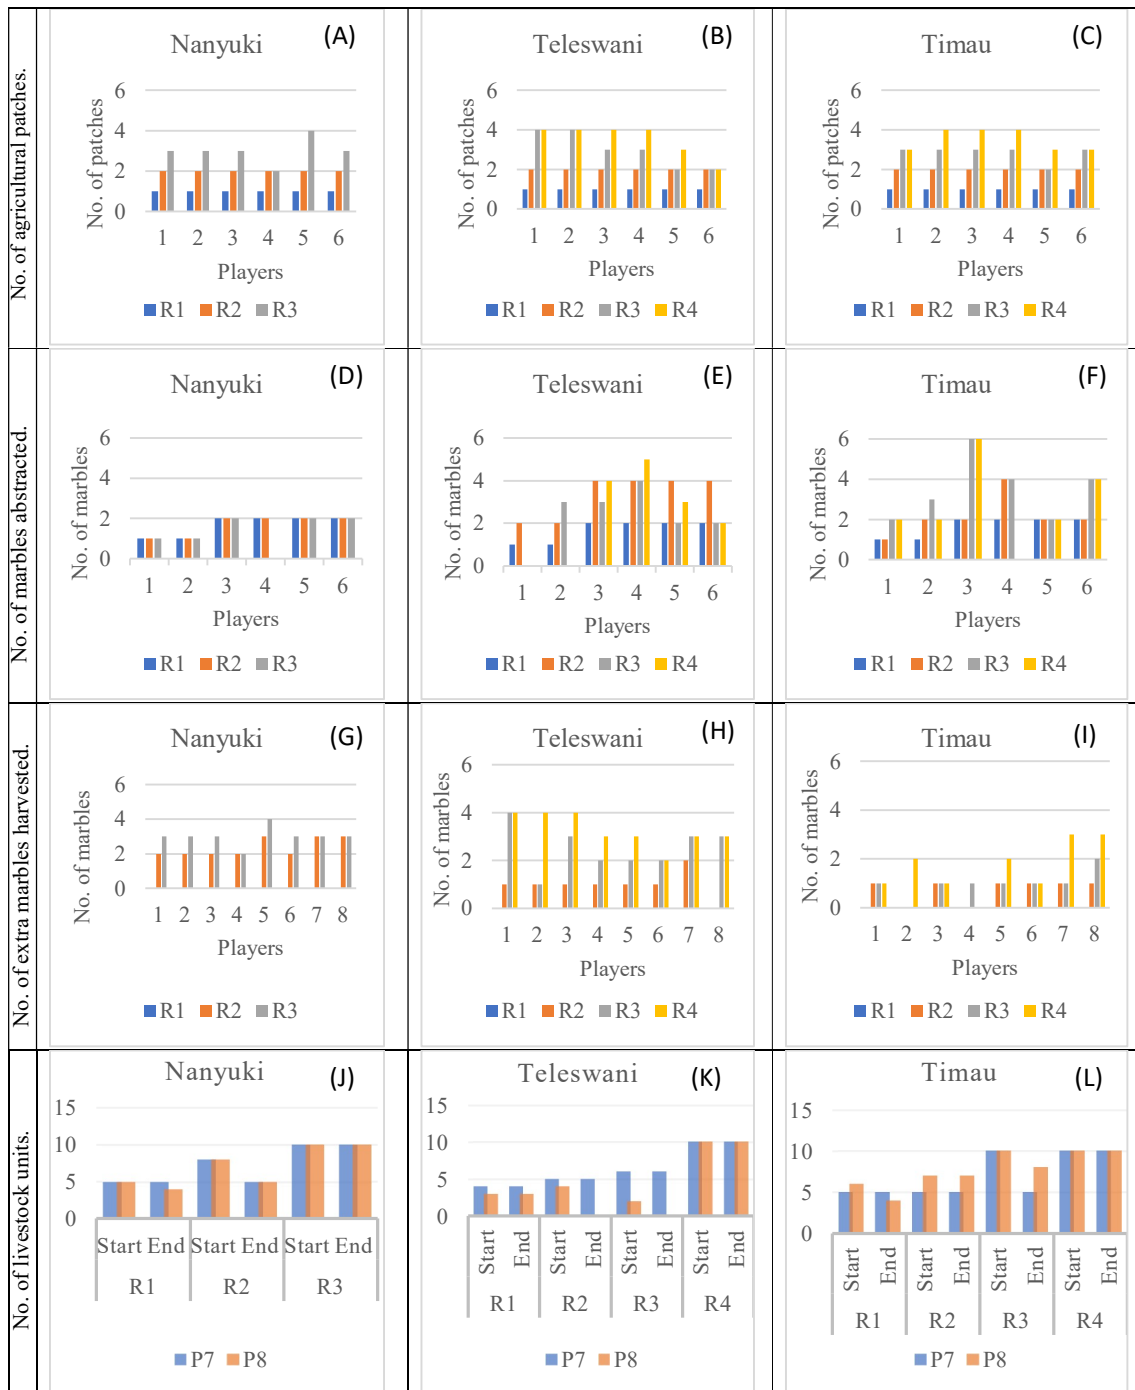 No. of agricultural patches.
Nanyuki (A)
No. of patches
6
4
2
0
1 2 3 4 5 6
Players
R1 R2 R3
Teleswani (B)
No. of patches
6
4
2
0
1 2 3 4 5 6
Players
R1 R2 R3 R4
Timau (C)
No. of patches
6
4
2
0
1 2 3 4 5 6
Players
R1 R2 R3 R4
No. of marbles abstracted.
Nanyuki (D)
No. of marbles
6
4
2
0
1 2 3 4 5 6
Players
R1 R2 R3
Teleswani (E)
No. of marbles
6
4
2
0
1 2 3 4 5 6
Players
R1 R2 R3 R4
Timau (F)
No. of marbles
6
4
2
0
1 2 3 4 5 6
Players
R1 R2 R3 R4
No. of extra marbles harvested.
Nanyuki (G)
No. of marbles
6
4
2
0
1 2 3 4 5 6 7 8
Players
R1 R2 R3
Teleswani (H)
No. of marbles
6
4
2
0
1 2 3 4 5 6 7 8
Players
R1 R2 R3 R4
Timau (I)
No. of marbles
6
4
2
0
1 2 3 4 5 6 7 8
Players
R1 R2 R3 R4
No. of livestock units.
Nanyuki (J)
15
10
5
0
Start End Start End Start End
R1 R2 R3
P7 P8
Teleswani (K)
15
10
5
0
Start End Start End Start End Start End
R1 R2 R3 R4
P7 P8
Timau (L)
15
10
5
0
Start End Start End Start End Start End
R1 R2 R3 R4
P7 P8